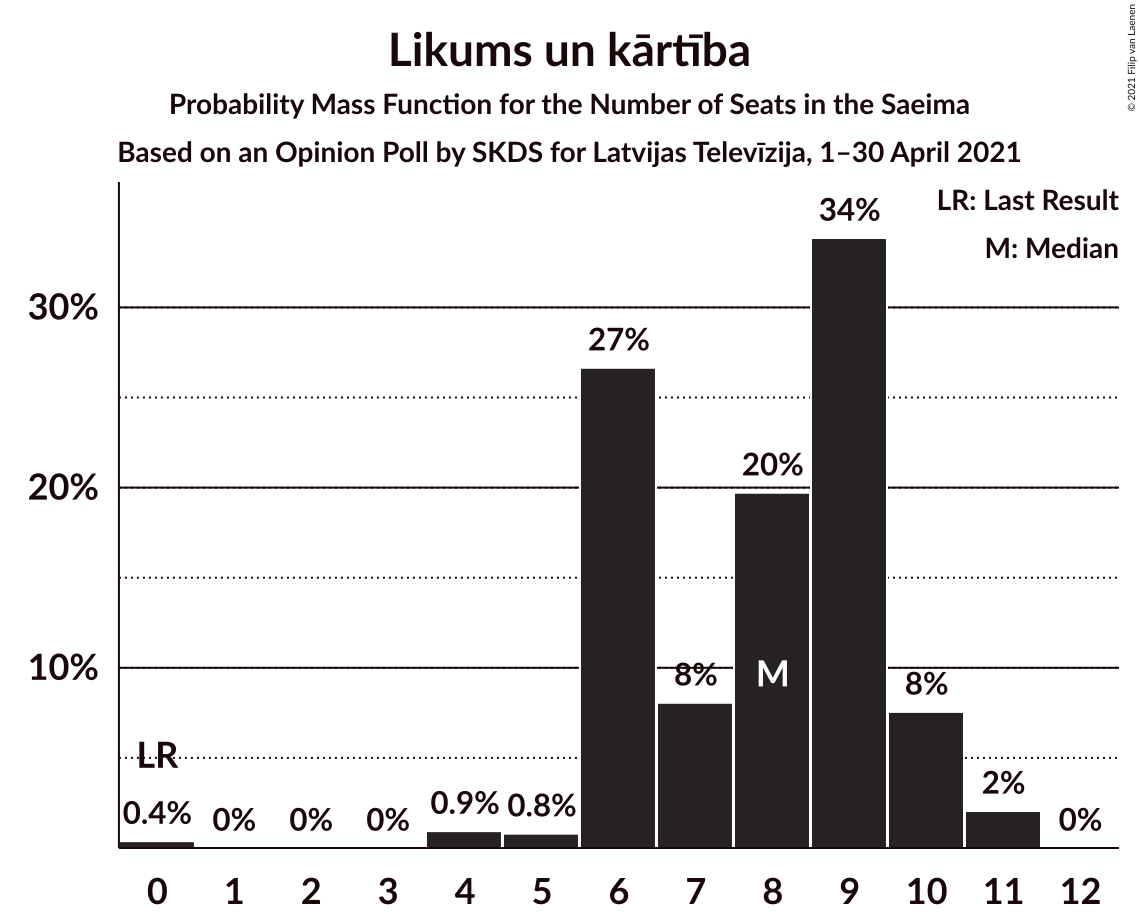 Likums un kārtība
Probability Mass Function for the Number of Seats in the Saeima
Based on an Opinion Poll by SKDS for Latvijas Televīzija, 1–30 April 2021
© 2021 Filip van Laenen
LR: Last Result
M: Median
34%
30%
27%
20%
20%
10%
8%
M
8%
LR
0.4%
0%
0%
0%
0.9%
0.8%
2%
0%
0 1 2 3 4 5 6 7 8 9 10 11 12